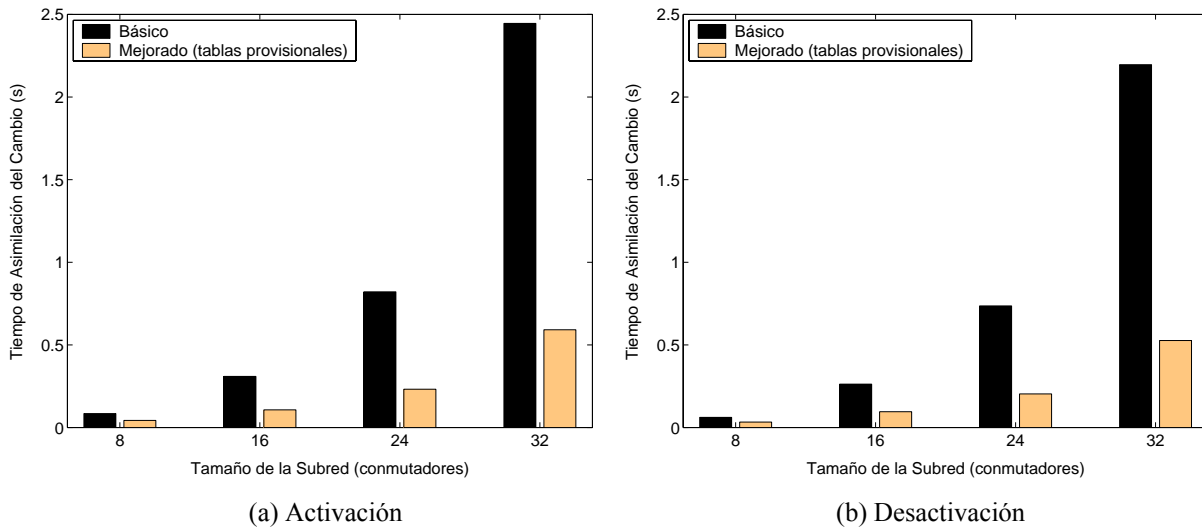 2.5
2
1.5
1
0.5
0
Tiempo de Asimilación del Cambio (s)
Básico
Mejorado (tablas provisionales)
8 16 24 32
Tamaño de la Subred (conmutadores)
(a) Activación
2.5
2
1.5
1
0.5
0
Tiempo de Asimilación del Cambio (s)
Básico
Mejorado (tablas provisionales)
8 16 24 32
Tamaño de la Subred (conmutadores)
(b) Desactivación